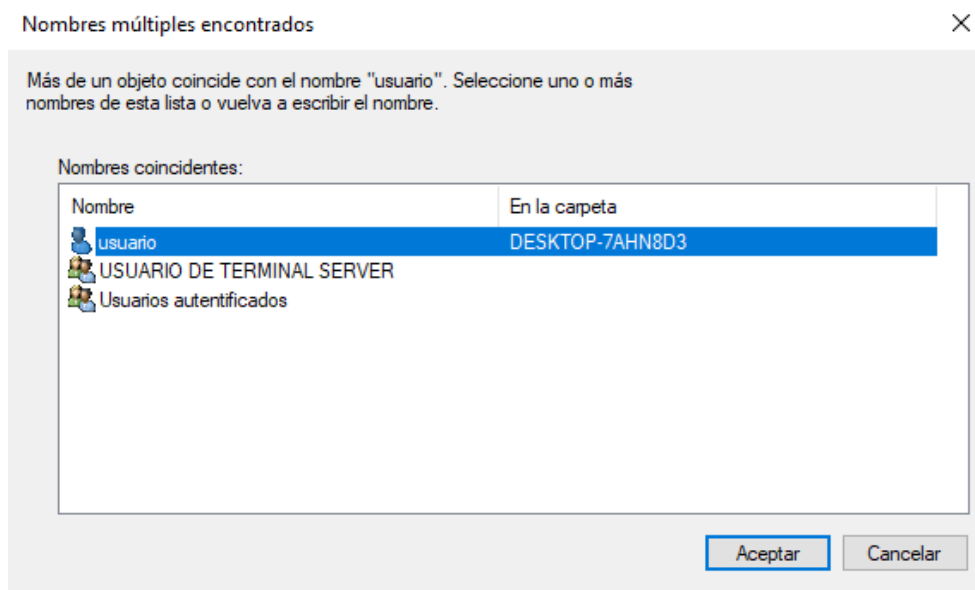 Nombres múltiples encontrados
Más de un objeto coincide con el nombre "usuario". Seleccione uno o más
nombres de esta lista o vuelva a escribir el nombre.
Nombres coincidentes:
Nombre En la carpeta
usuario DESKTOP-7AHN8D3
USUARIO DE TERMINAL SERVER
Usuarios autentificados
Aceptar Cancelar